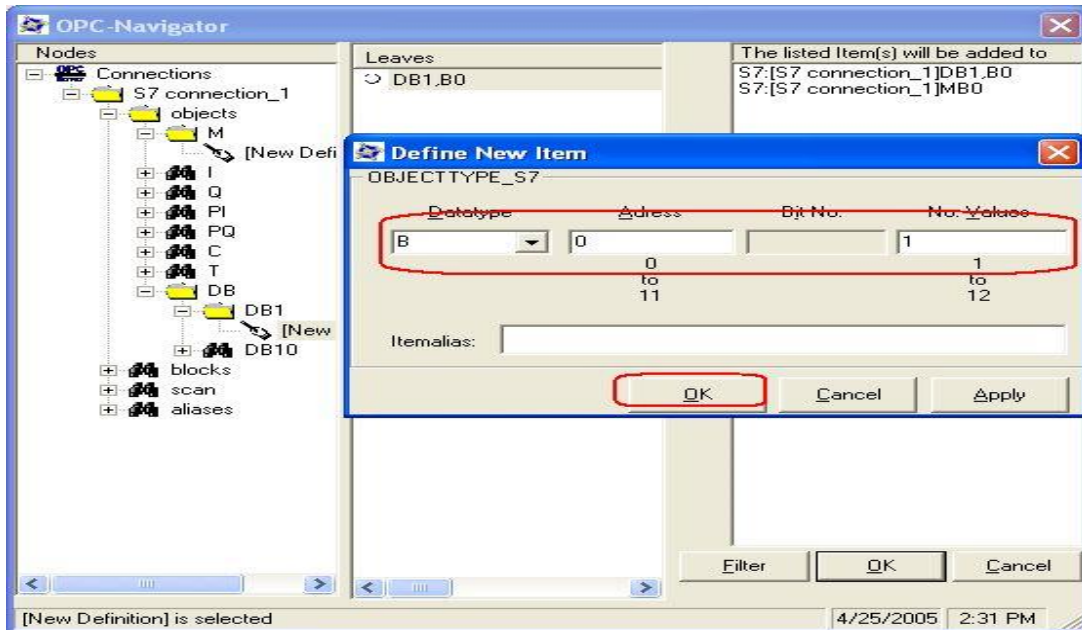 OPC-Navigator
Nodes
Connections
S7 connection_1
objects
M
[New Defi
I
Q
PI
PQ
C
T
DB
DB1
[New
DB10
blocks
scan
aliases
Leaves
DB1,B0
The listed Item(s) will be added to
S7:[S7 connection_1]DB1,B0
S7:[S7 connection_1]MB0
Define New Item
OBJECTTYPE_S7
Datatype Adress Bit No. No. Values
B 0 1
0 1
to to
11 12
Itemalias:
OK Cancel Apply
Filter OK Cancel
[New Definition] is selected 4/25/2005 2:31 PM